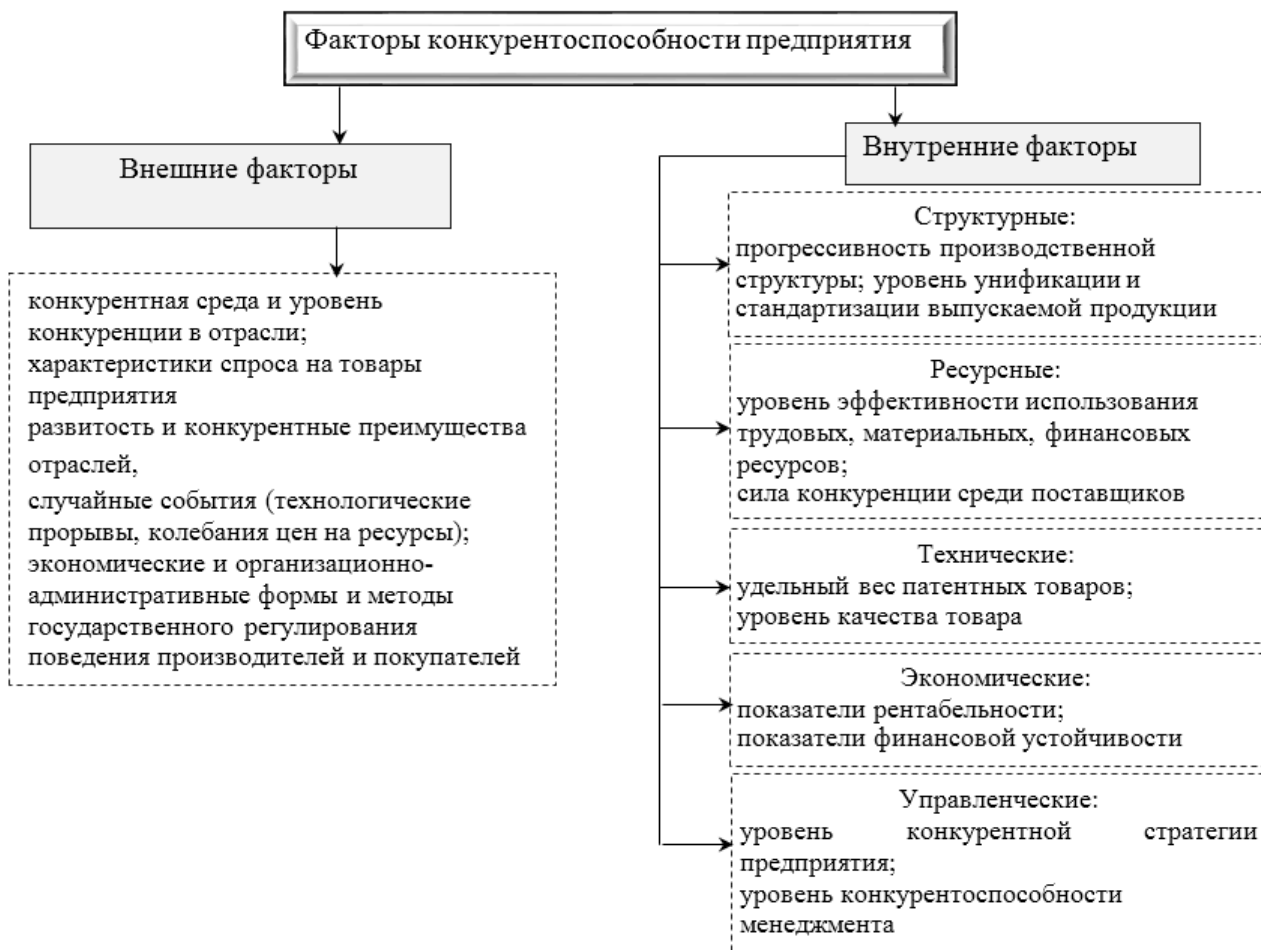 Факторы конкурентоспособности предприятия
Внешние факторы
конкурентная среда и уровень
конкуренции в отрасли;
характеристики спроса на товары
предприятия
развитость и конкурентные преимущества
отраслей,
случайные события (технологические
прорывы, колебания цен на ресурсы);
экономические и организационно-
административные формы и методы
государственного регулирования
поведения производителей и покупателей
Внутренние факторы
Структурные:
прогрессивность производственной
структуры; уровень унификации и
стандартизации выпускаемой продукции
Ресурсные:
уровень эффективности использования
трудовых, материальных, финансовых
ресурсов;
сила конкуренции среди поставщиков
Технические:
удельный вес патентных товаров;
уровень качества товара
Экономические:
показатели рентабельности;
показатели финансовой устойчивости
Управленческие:
уровень конкурентной стратегии
предприятия;
уровень конкурентоспособности
менеджмента